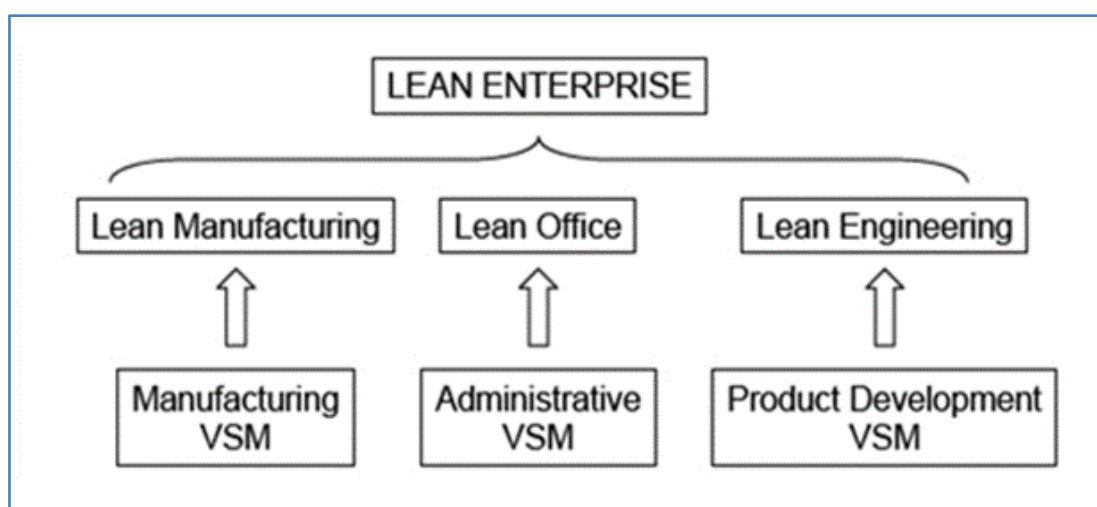 LEAN ENTERPRISE
Lean Manufacturing
Lean Office
Lean Engineering
Manufacturing
VSM
Administrative
VSM
Product Development
VSM